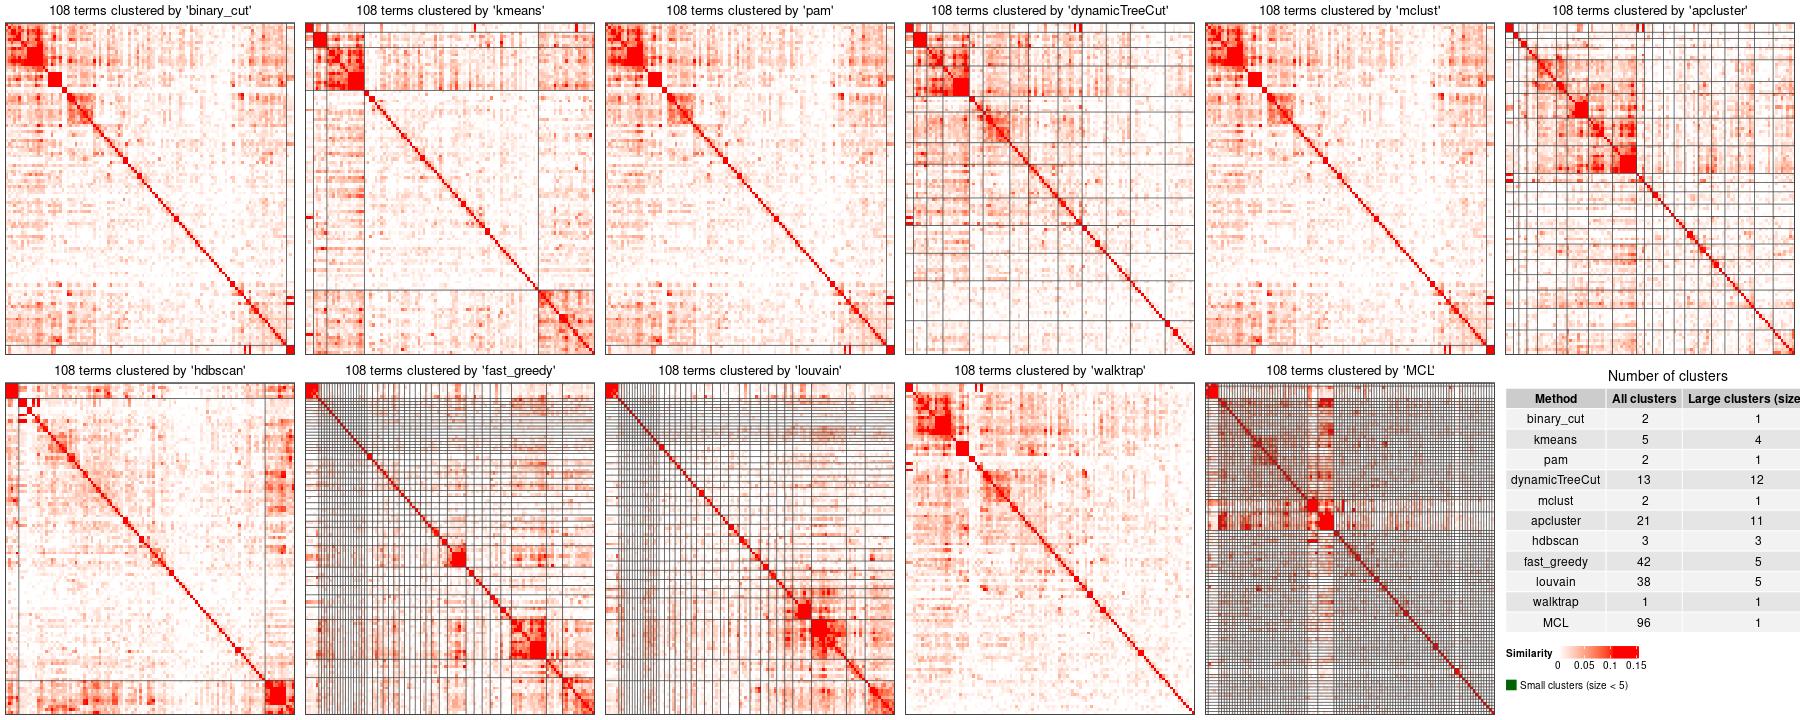 108 terms clustered by 'binary_cut'
108 terms clustered by 'kmeans'
108 terms clustered by 'pam'
108 terms clustered by 'dynamicTreeCut'
108 terms clustered by 'mclust'
108 terms clustered by 'apcluster'
108 terms clustered by 'hdbscan'
108 terms clustered by 'fast_greedy'
108 terms clustered by 'louvain'
108 terms clustered by 'walktrap'
108 terms clustered by 'MCL'
Number of clusters
Method All clusters Large clusters (size
binary_cut 2 1
kmeans 5 4
pam 2 1
dynamicTreeCut 13 12
mclust 2 1
apcluster 21 11
hdbscan 3 3
fast_greedy 42 5
louvain 38 5
walktrap 1 1
MCL 96 1
Similarity
0 0.05 0.1 0.15
Small clusters (size < 5)